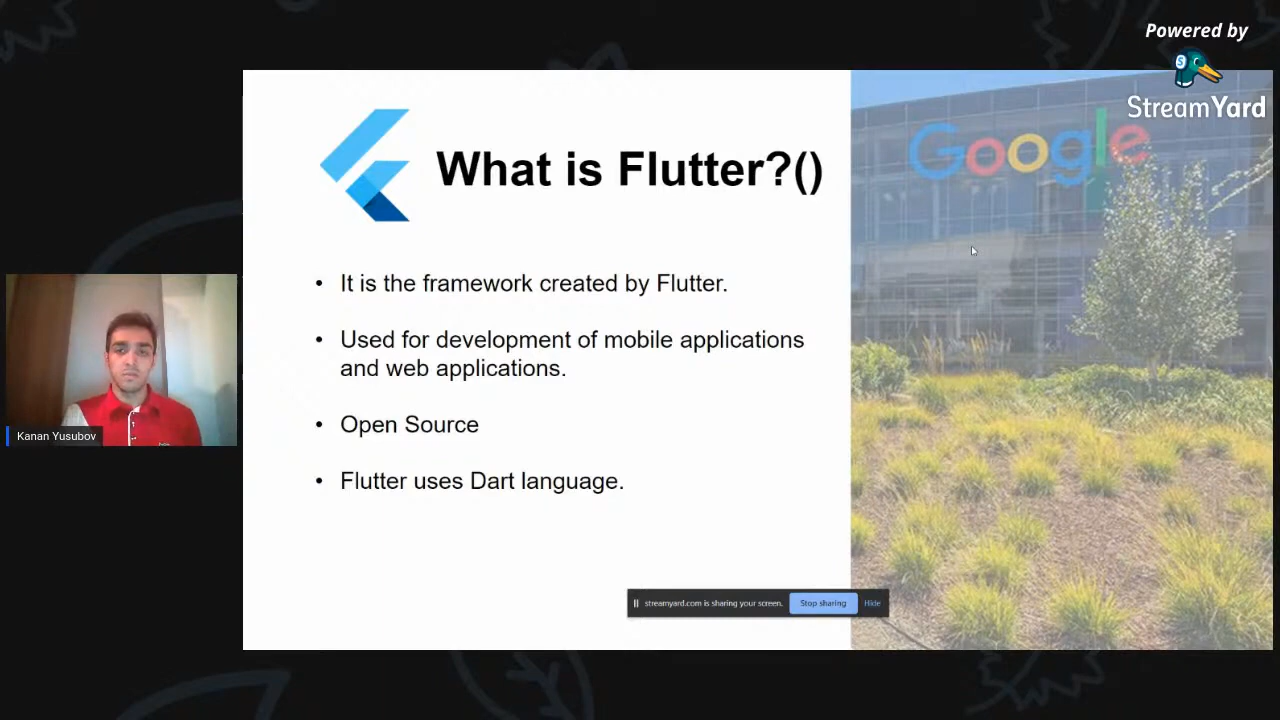 Powered by
StreamYard
Google
What is Flutter?()
• It is the framework created by Flutter.
• Used for development of mobile applications
and web applications.
• Open Source
• Flutter uses Dart language.
Kanan Yusubov
streamyard.com is sharing your screen. Stop sharing Hide